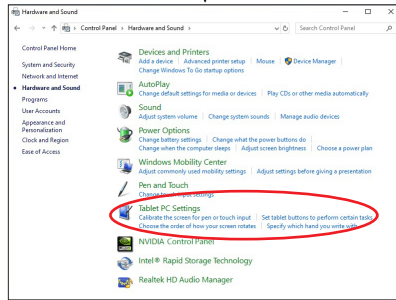 Hardware and Sound
Control Panel > Hardware and Sound >
Search Control Panel
Control Panel Home
System and Security
Network and Internet
Hardware and Sound
Programs
User Accounts
Appearance and
Personalization
Clock and Region
Ease of Access
Devices and Printers
Add a device | Advanced printer setup | Mouse | Device Manager
Change Windows To Go startup options
AutoPlay
Change default settings for media or devices | Play CDs or other media automatically
Sound
Adjust system volume | Change system sounds | Manage audio devices
Power Options
Change battery settings | Change what the power buttons do
Change when the computer sleeps | Adjust screen brightness | Choose a power plan
Windows Mobility Center
Adjust commonly used mobility settings | Adjust settings before giving a presentation
Pen and Touch
Change touch input settings
Tablet PC Settings
Calibrate the screen for pen or touch input | Set tablet buttons to perform certain tasks
Choose the order of how your screen rotates | Specify which hand you write with
NVIDIA Control Panel
Intel® Rapid Storage Technology
Realtek HD Audio Manager